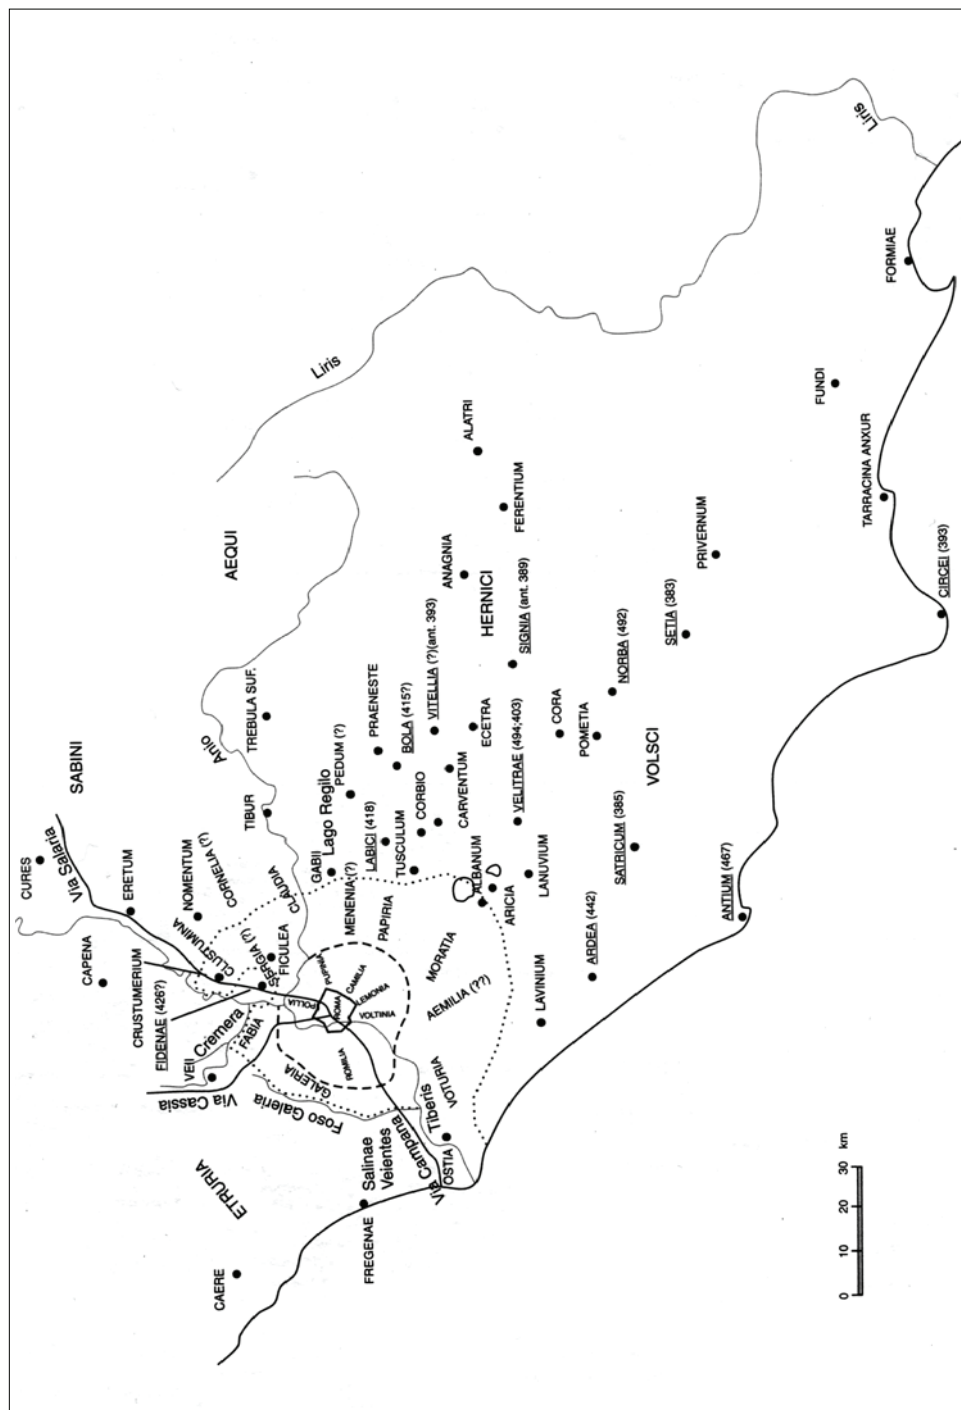 CURES
SABINI
Via Salaria
CAPENA
ERETUM
NOMENTUM
CORNELIA (?)
CLUSTUMINA
CLAUDIA
CRUSTUMERIUM
FIDENAE (426?)
SERGIA (?)
FICULEA
TIBUR
Anio
TREBULA SUF.
AEQUI
Liris
Liris
VEII
Cremera
FABIA
Via Cassia
Foso Galeria
GALERIA
ROMILIA
POLLIA
ROMA
PUPINIA
CAMILIA
LEMONIA
VOLTINIA
MENENIA (?)
PAPIRIA
MORATIA
AEMILIA (??)
VOTURIA
Tiberis
OSTIA
Via Campana
Salinae
Veientes
FREGENAE
ETRURIA
CAERE
GABII
Lago Regilo
PEDUM (?)
PRAENESTE
LABICI (418)
BOLA (415?)
TUSCULUM
CORBIO
VITELLIA (?)(ant. 393)
CARVENTUM
ECETRA
ALBANUM
ARICIA
LANUVIUM
VELITRAE (494;403)
CORA
POMETIA
NORBA (492)
SIGNIA (ant. 389)
HERNICI
ANAGNIA
FERENTIUM
ALATRI
LAVINIUM
ARDEA (442)
SATRICUM (385)
VOLSCI
SETIA (383)
PRIVERNUM
ANTIUM (467)
CIRCEI (393)
TARRACINA ANXUR
FUNDI
FORMIAE
0 10 20 30 km